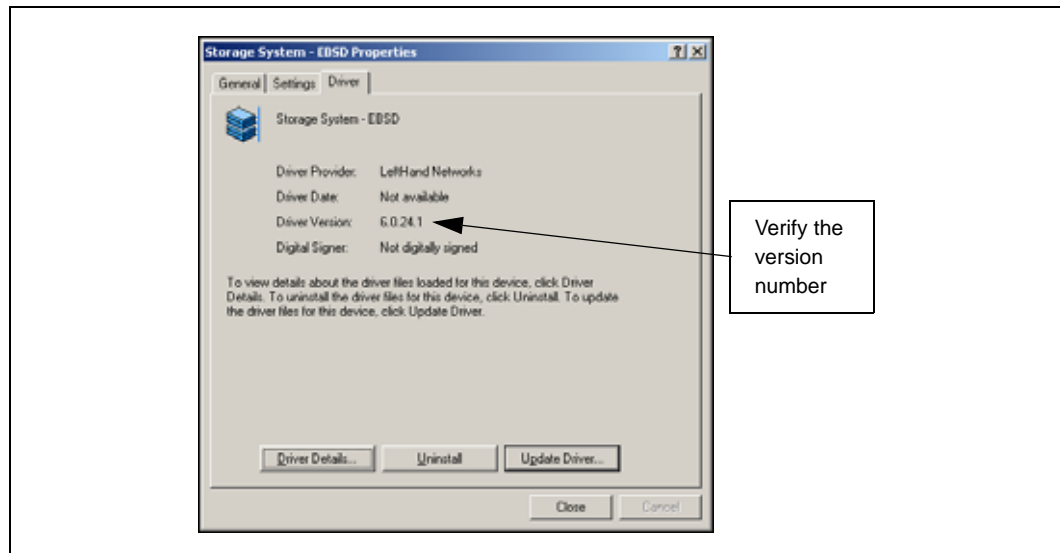 Storage System - EBSD Properties
General Settings Driver
Storage System - EBSD
Driver Provider: LeftHand Networks
Driver Date: Not available
Driver Version: 6.0.24.1
Digital Signer: Not digitally signed
To view details about the driver files loaded for this device, click Driver
Details. To uninstall the driver files for this device, click Uninstall. To update
the driver files for this device, click Update Driver.
Driver Details... Uninstall Update Driver...
Close Cancel
Verify the
version
number